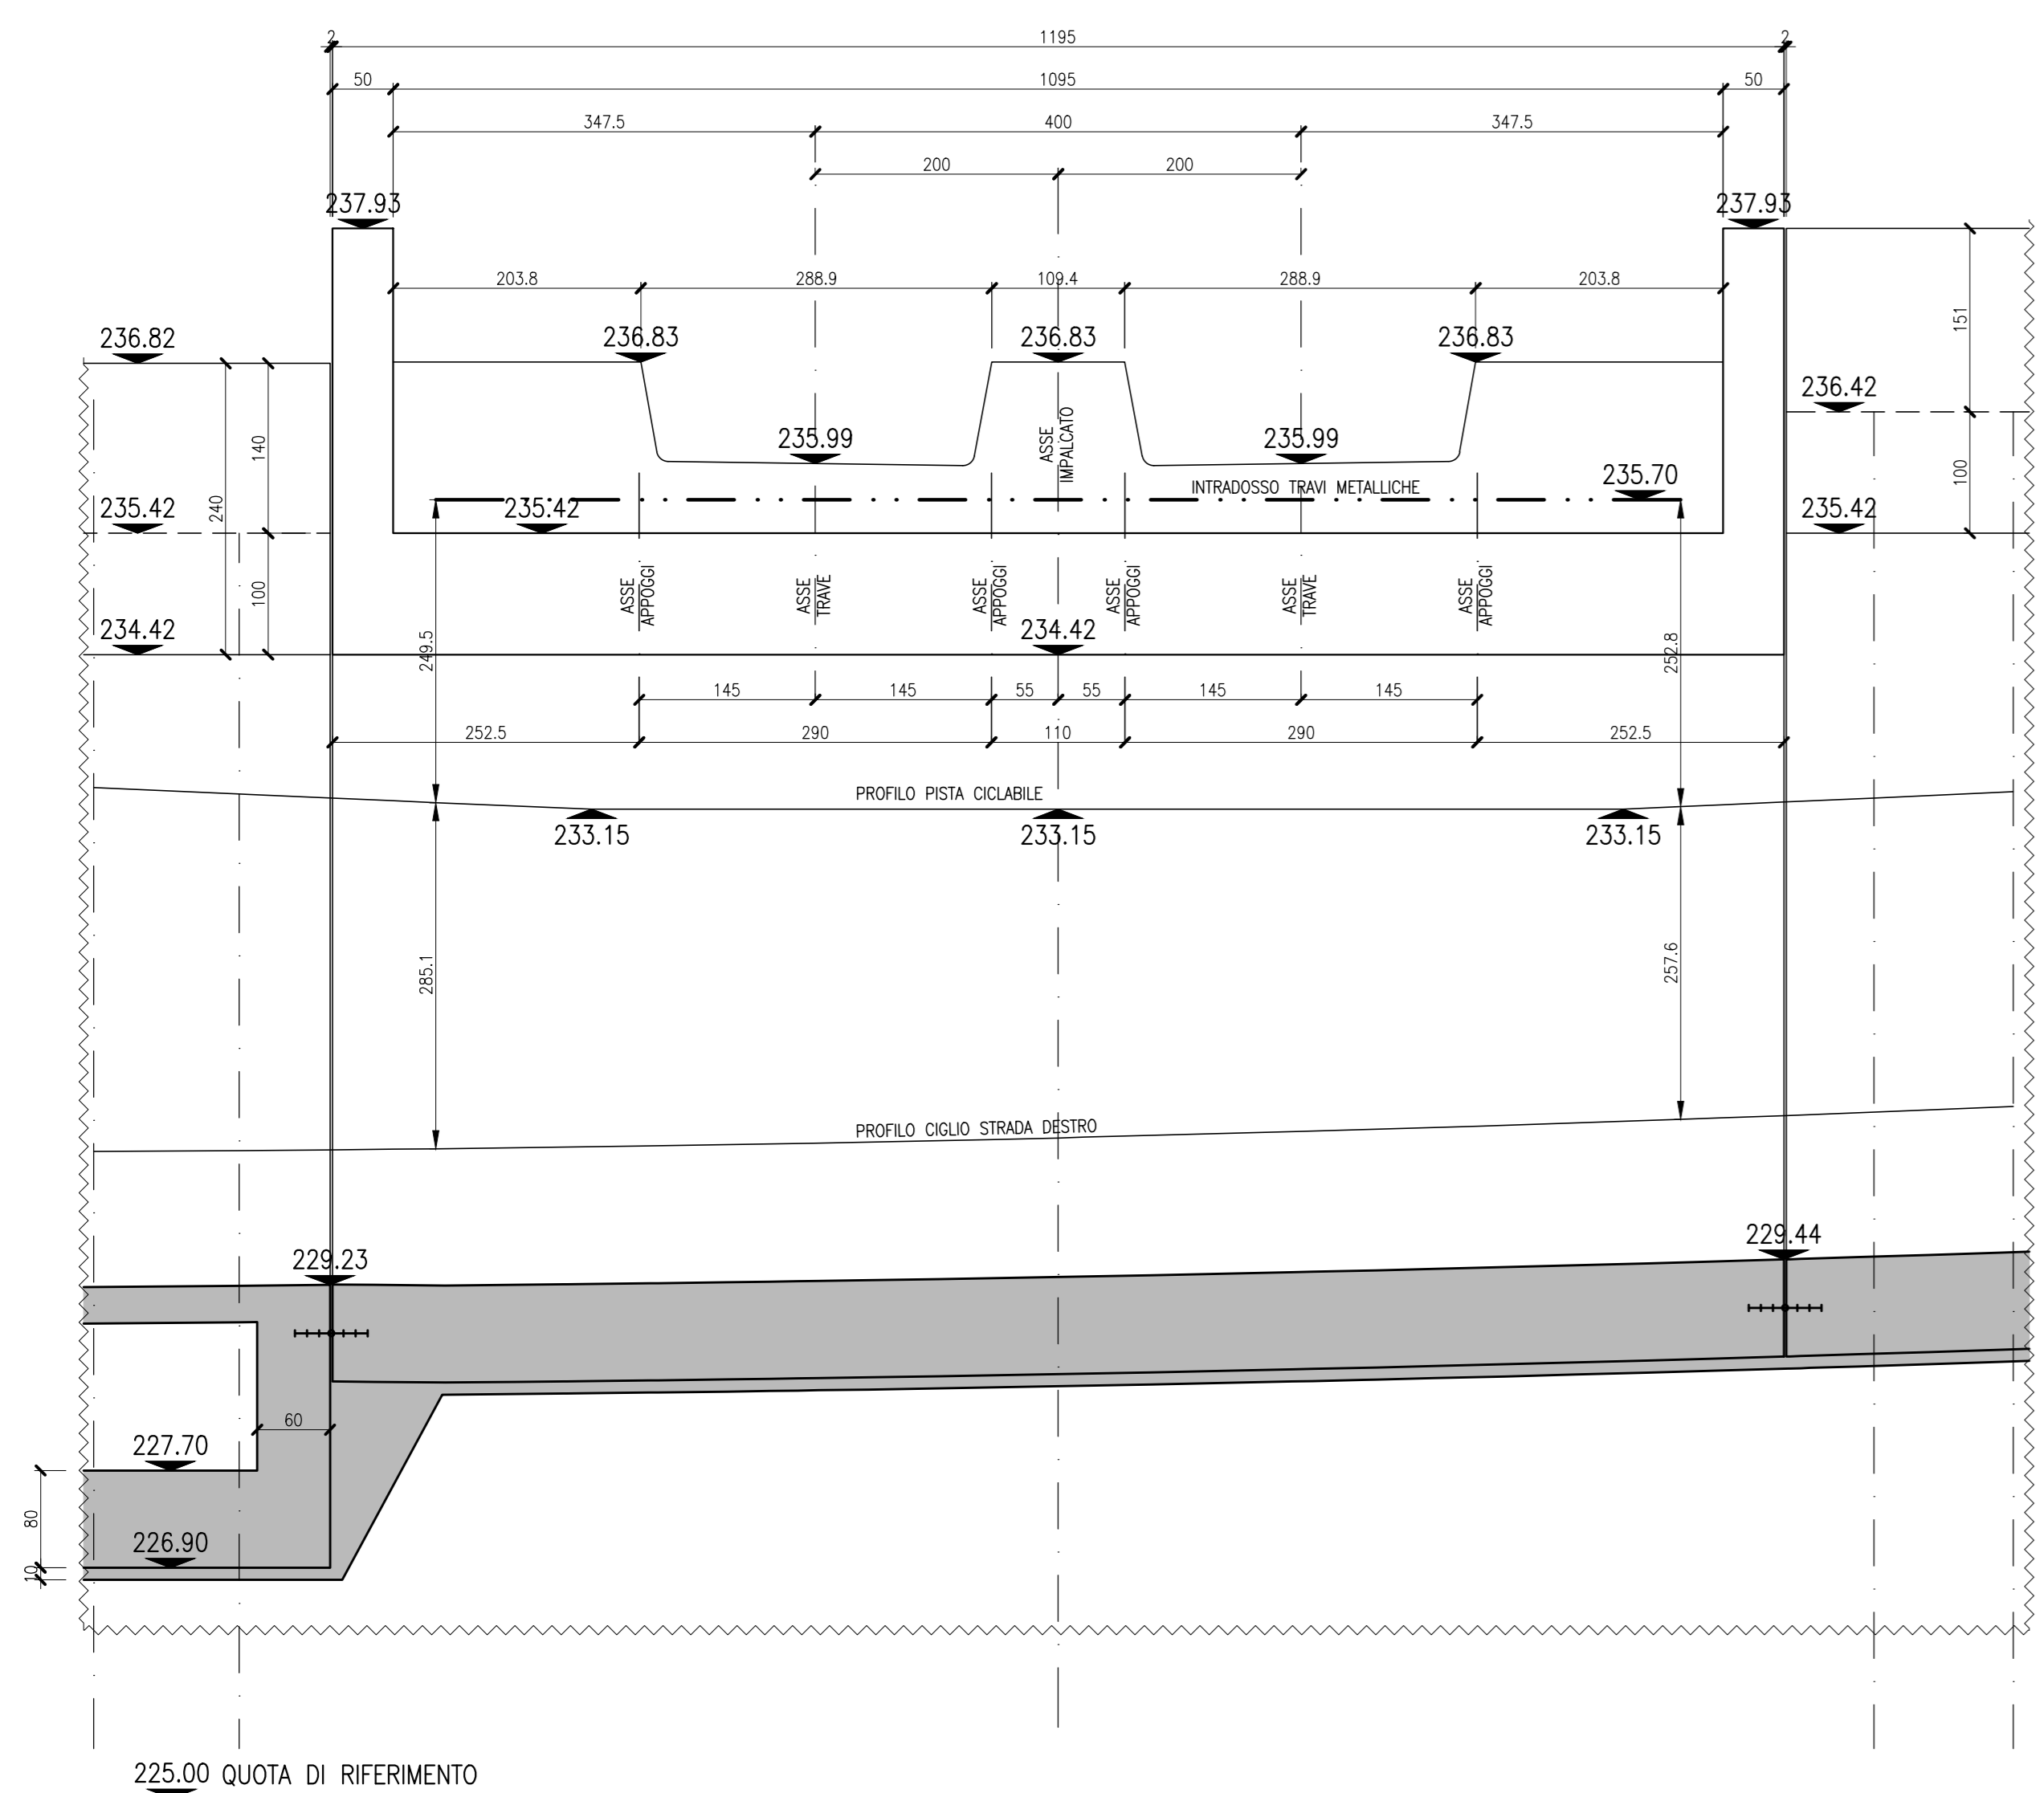 2 1195 2
50 1095 50
347.5 400 347.5
200 200
237.93 237.93
203.8 288.9 109.4 288.9 203.8
151
236.82 236.83 236.83 236.83
236.42
ASSE
IMPALCATO
140
235.99 235.99
240
INTRADOSSO TRAVI METALLICHE
235.70
100
235.42 235.42 235.42
100
ASSE
APPOGGI
ASSE
TRAVE
ASSE
APPOGGI
ASSE
APPOGGI
ASSE
TRAVE
ASSE
APPOGGI
234.42 234.42
249.5 252.8
145 145 55 55 145 145
252.5 290 110 290 252.5
PROFILO PISTA CICLABILE
233.15 233.15 233.15
285.1 257.6
PROFILO CIGLIO STRADA DESTRO
229.23 229.44
60
227.70
80
226.90
10
225.00 QUOTA DI RIFERIMENTO